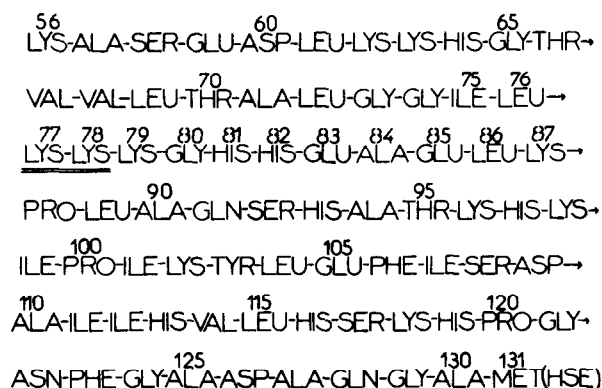 56 60 65
LYS-ALA-SER-GLU-ASP-LEU-LYS-LYS-HIS-GLY-THR→
70 75 76
VAL-VAL-LEU-THR-ALA-LEU-GLY-GLY-ILE-LEU→
77 78 79 80 81 82 83 84 85 86 87
LYS-LYS-LYS-GLY-HIS-HIS-GLU-ALA-GLU-LEU-LYS→
90 95
PRO-LEU-ALA-GLN-SER-HIS-ALA-THR-LYS-HIS-LYS→
100 105
ILE-PRO-ILE-LYS-TYR-LEU-GLU-PHE-ILE-SER-ASP→
110 115 120
ALA-ILE-ILE-HIS-VAL-LEU-HIS-SER-LYS-HIS-PRO-GLY→
125 130 131
ASN-PHE-GLY-ALA-ASP-ALA-GLN-GLY-ALA-MET(HSE)